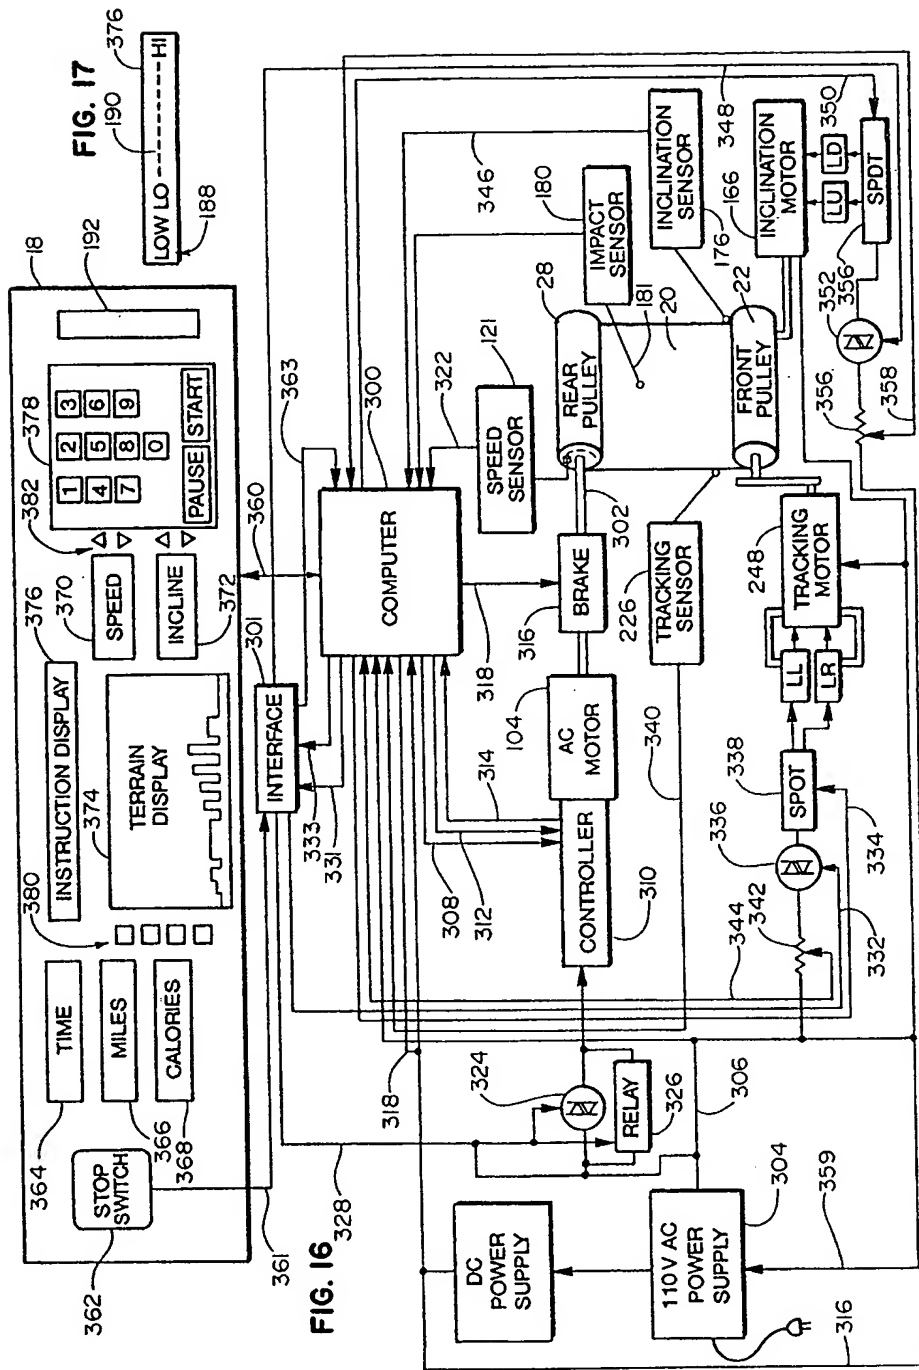 FIG. 16
FIG. 17
362
STOP
SWITCH
364
TIME
366
MILES
368
CALORIES
380
374
TERRAIN
DISPLAY
376
INSTRUCTION DISPLAY
370
SPEED
372
INCLINE
382
378
1 2 3
4 5 6
7 8 9
0
PAUSE START
192
18
188
LOW LO HI
190
376
361
328
301
INTERFACE
360
363
333
331
318
300
COMPUTER
322
308
312
314
318
121
SPEED
SENSOR
346
180
IMPACT
SENSOR
INCLINATION
SENSOR
176
181
28
REAR
PULLEY
20
22
FRONT
PULLEY
302
316
BRAKE
104
AC
MOTOR
CONTROLLER
310
324
RELAY
326
306
DC
POWER
SUPPLY
110V AC
POWER
SUPPLY
304
359
316
226
TRACKING
SENSOR
340
344
342
336
338
SPOT
334
332
LL
LR
248
TRACKING
MOTOR
166
INCLINATION
MOTOR
348
350
LU
LD
SPDT
352
356
356
358